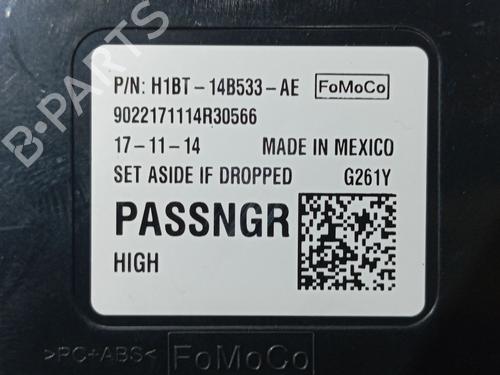 P/N: H1BT-14B533-AE FoMoCo
9022171114R30566
17-11-14 MADE IN MEXICO
SET ASIDE IF DROPPED G261Y
PASSNGR
HIGH
>PC+ABS< FoMoCo
B-PARTS